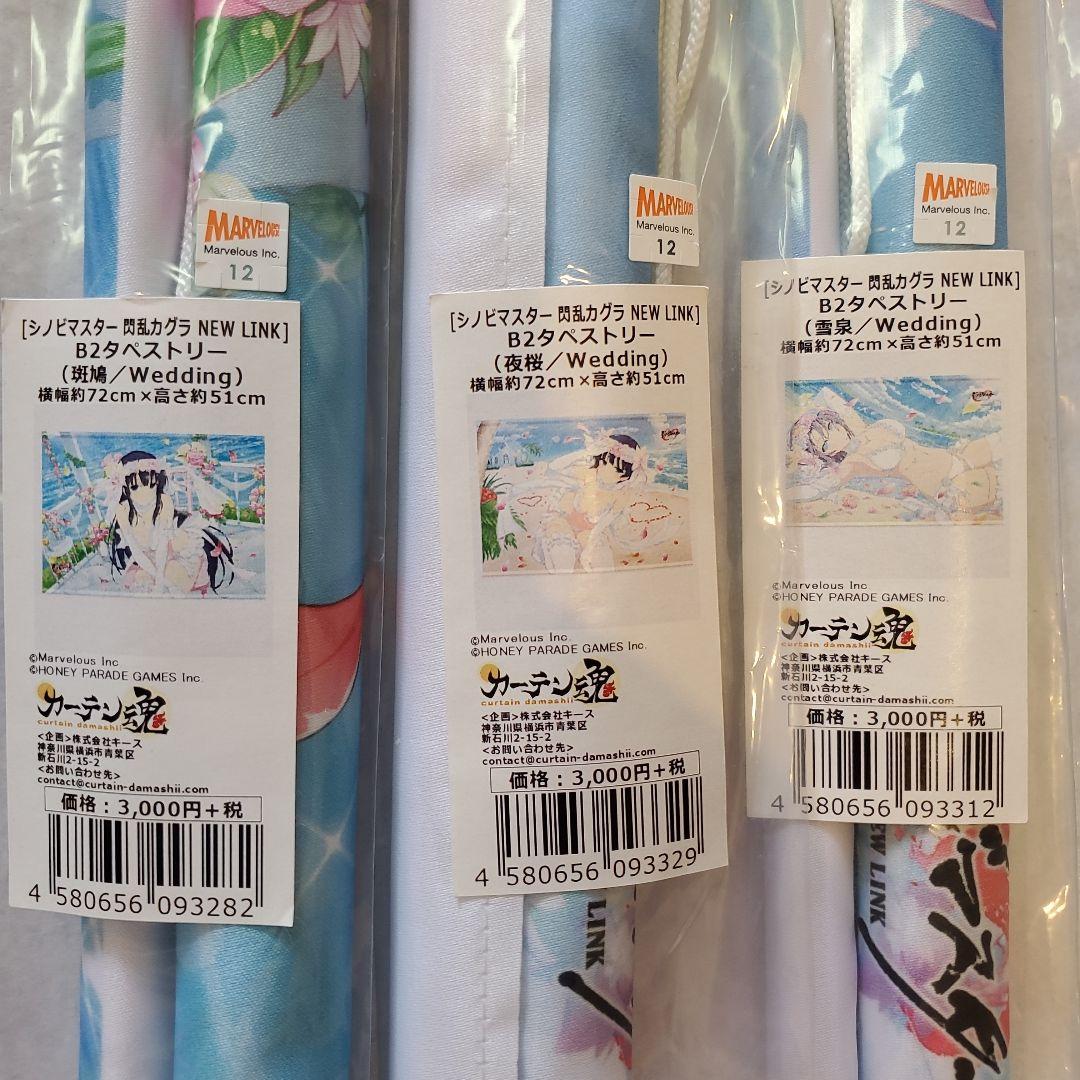 MARVELOUS!
Marvelous Inc.
12
[シノビマスター 閃乱カグラ NEW LINK]
B2タペストリー
(斑鳩/Wedding)
横幅約72cm×高さ約51cm
©Marvelous Inc
©HONEY PARADE GAMES Inc.
カーテン魂
curtain damashii
<企画>株式会社キース
神奈川県横浜市青葉区
新石川2-15-2
<お問い合わせ先>
contact@curtain-damashii.com
価格:3,000円+税
4 580656 093282
MARVELOUS!
Marvelous Inc.
12
[シノビマスター 閃乱カグラ NEW LINK]
B2タペストリー
(夜桜/Wedding)
横幅約72cm×高さ約51cm
©Marvelous Inc.
©HONEY PARADE GAMES Inc.
カーテン魂
curtain damashii
<企画>株式会社キース
神奈川県横浜市青葉区
新石川2-15-2
<お問い合わせ先>
contact@curtain-damashii.com
価格:3,000円+税
4 580656 093329
LINK
MARVELOUS!
Marvelous Inc.
12
[シノビマスター 閃乱カグラ NEW LINK]
B2タペストリー
(雪泉/Wedding)
横幅約72cm×高さ約51cm
©Marvelous Inc
©HONEY PARADE GAMES Inc.
カーテン魂
curtain damashii
<企画>株式会社キース
神奈川県横浜市青葉区
新石川2-15-2
<お問い合わせ先>
contact@curtain-damashii.com
価格:3,000円+税
4 580656 093312
NEW LINK